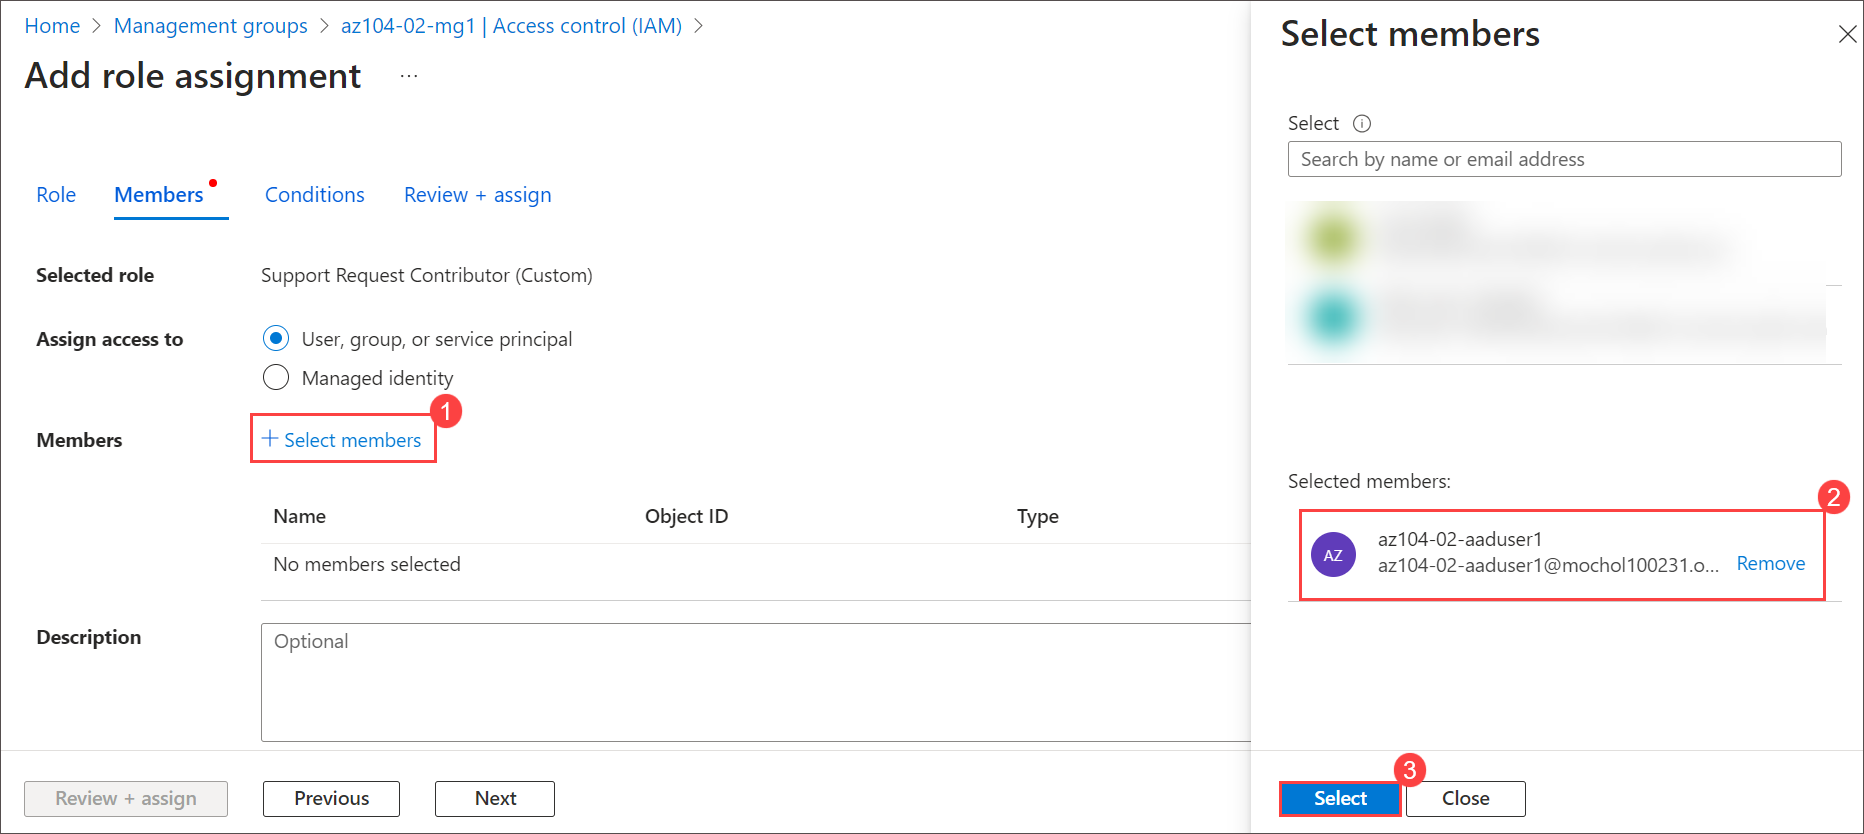 Home > Management groups > az104-02-mg1 | Access control (IAM) >
Add role assignment ...
Role Members Conditions Review + assign
Selected role Support Request Contributor (Custom)
Assign access to User, group, or service principal
Managed identity
1
Members + Select members
Name Object ID Type
No members selected
Description Optional
Review + assign Previous Next
Select members
Select
Search by name or email address
Selected members:
2
AZ az104-02-aaduser1
az104-02-aaduser1@mochol100231.o... Remove
3
Select Close